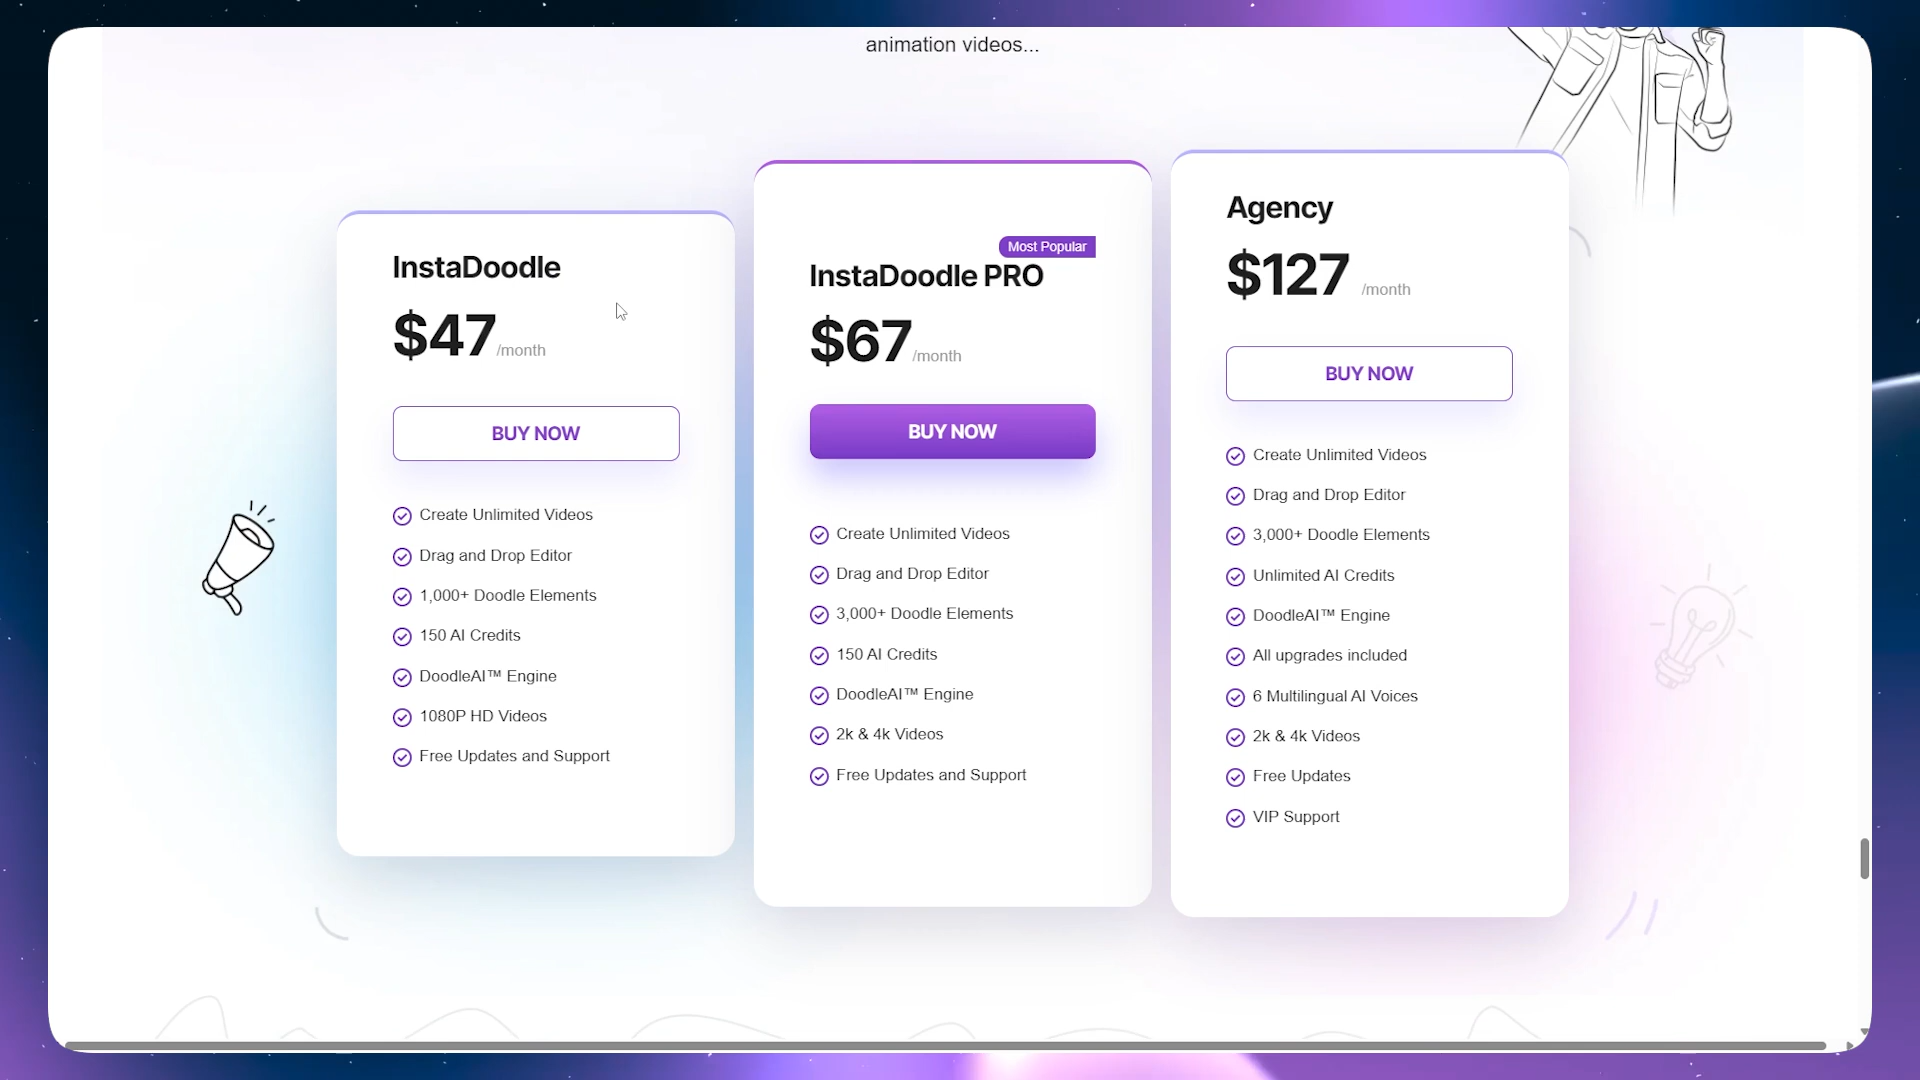 animation videos...
InstaDoodle
$47/month
BUY NOW
Create Unlimited Videos
Drag and Drop Editor
1,000+ Doodle Elements
150 AI Credits
DoodleAI™ Engine
1080P HD Videos
Free Updates and Support
Most Popular
InstaDoodle PRO
$67/month
BUY NOW
Create Unlimited Videos
Drag and Drop Editor
3,000+ Doodle Elements
150 AI Credits
DoodleAI™ Engine
2k & 4k Videos
Free Updates and Support
Agency
$127 /month
BUY NOW
Create Unlimited Videos
Drag and Drop Editor
3,000+ Doodle Elements
Unlimited AI Credits
DoodleAI™ Engine
All upgrades included
6 Multilingual AI Voices
2k & 4k Videos
Free Updates
VIP Support